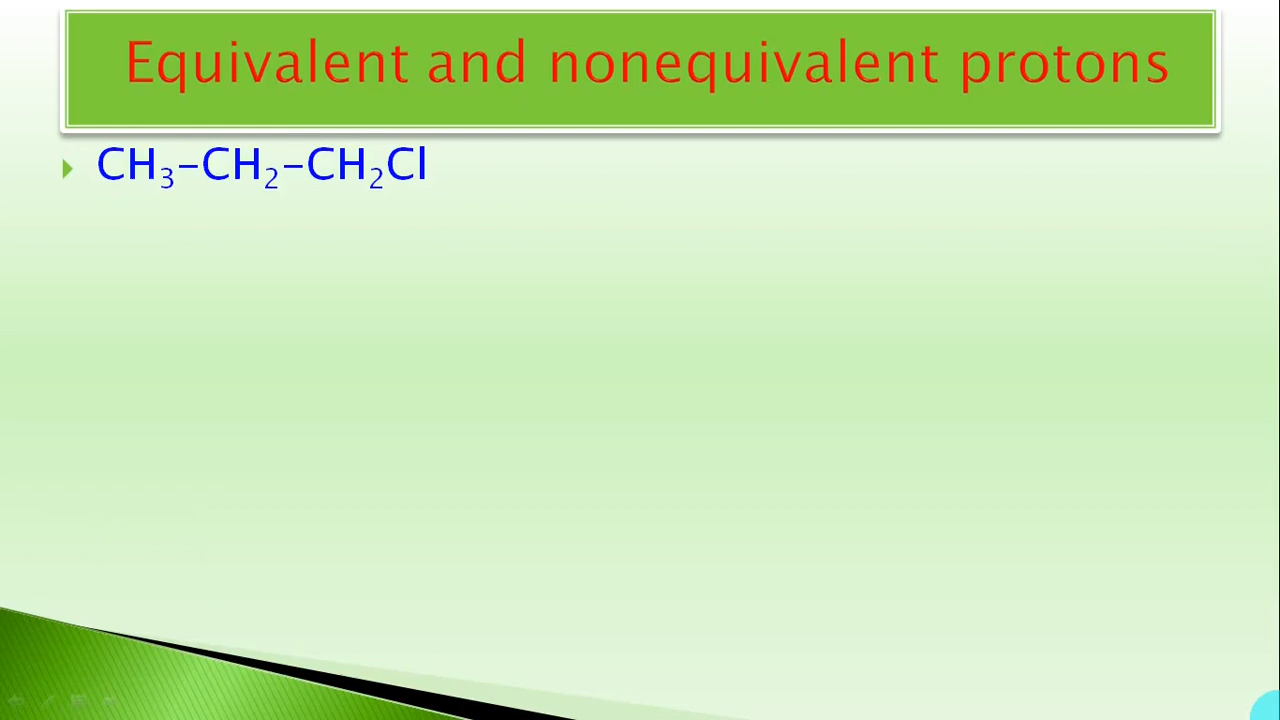 Equivalent and nonequivalent protons
CH₃-CH₂-CH₂Cl